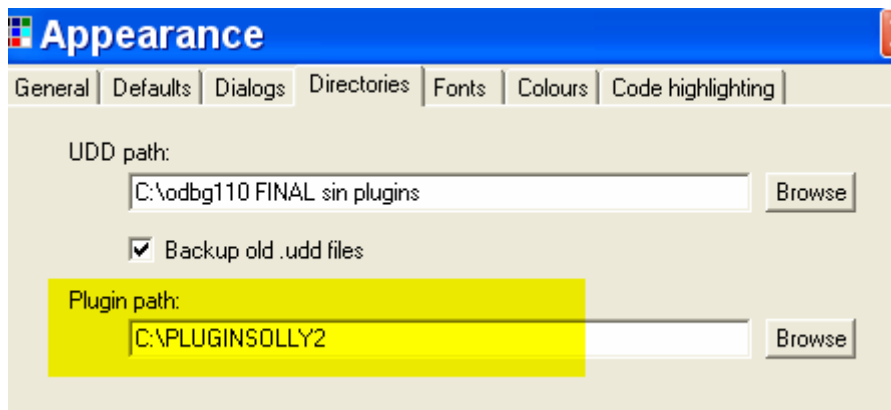 Appearance
General Defaults Dialogs Directories Fonts Colours Code highlighting
UDD path:
C:\odbg110 FINAL sin plugins Browse
Backup old .udd files
Plugin path:
C:\PLUGINSOLLY2 Browse